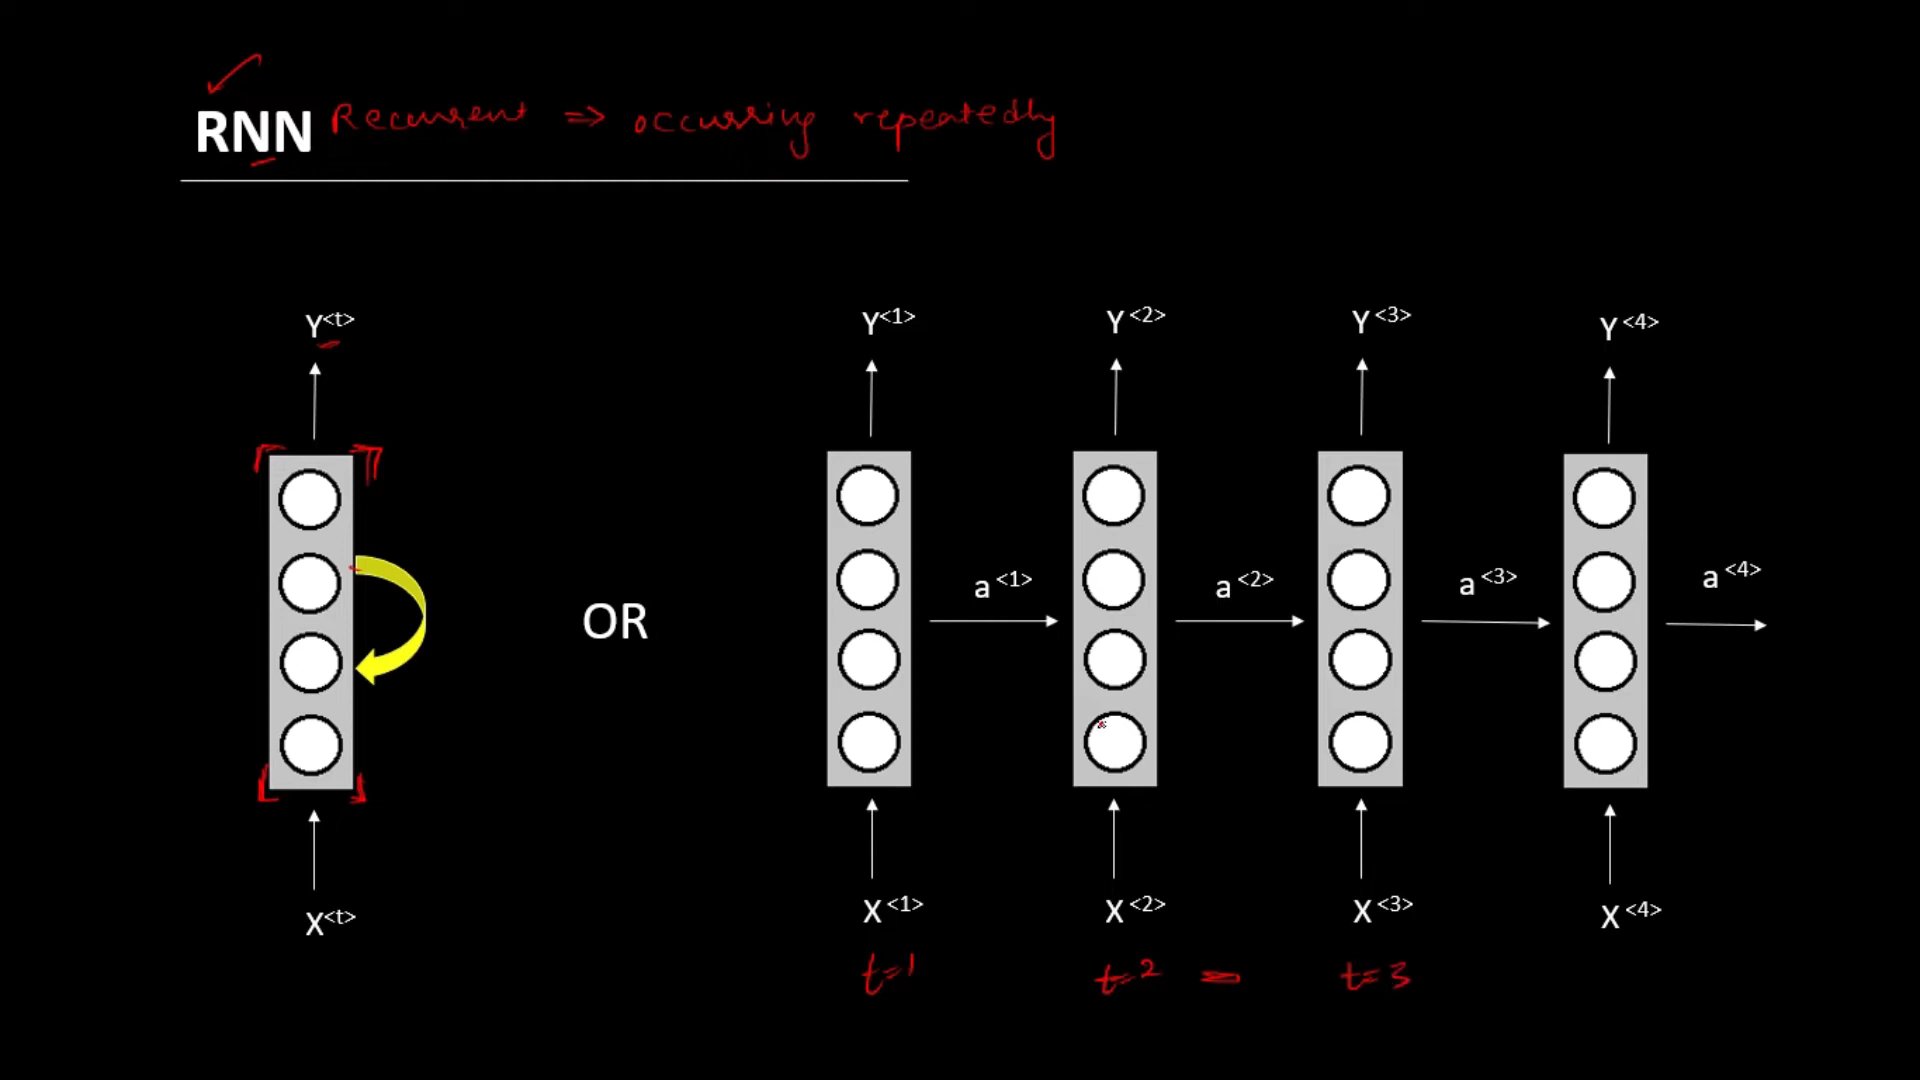 RNN Recurrent => occurring repeatedly
Y<t> Y<1> Y<2> Y<3> Y<4>
OR a<1> a<2> a<3> a<4>
X<t> X<1> X<2> X<3> X<4>
t=1 t=2 t=3